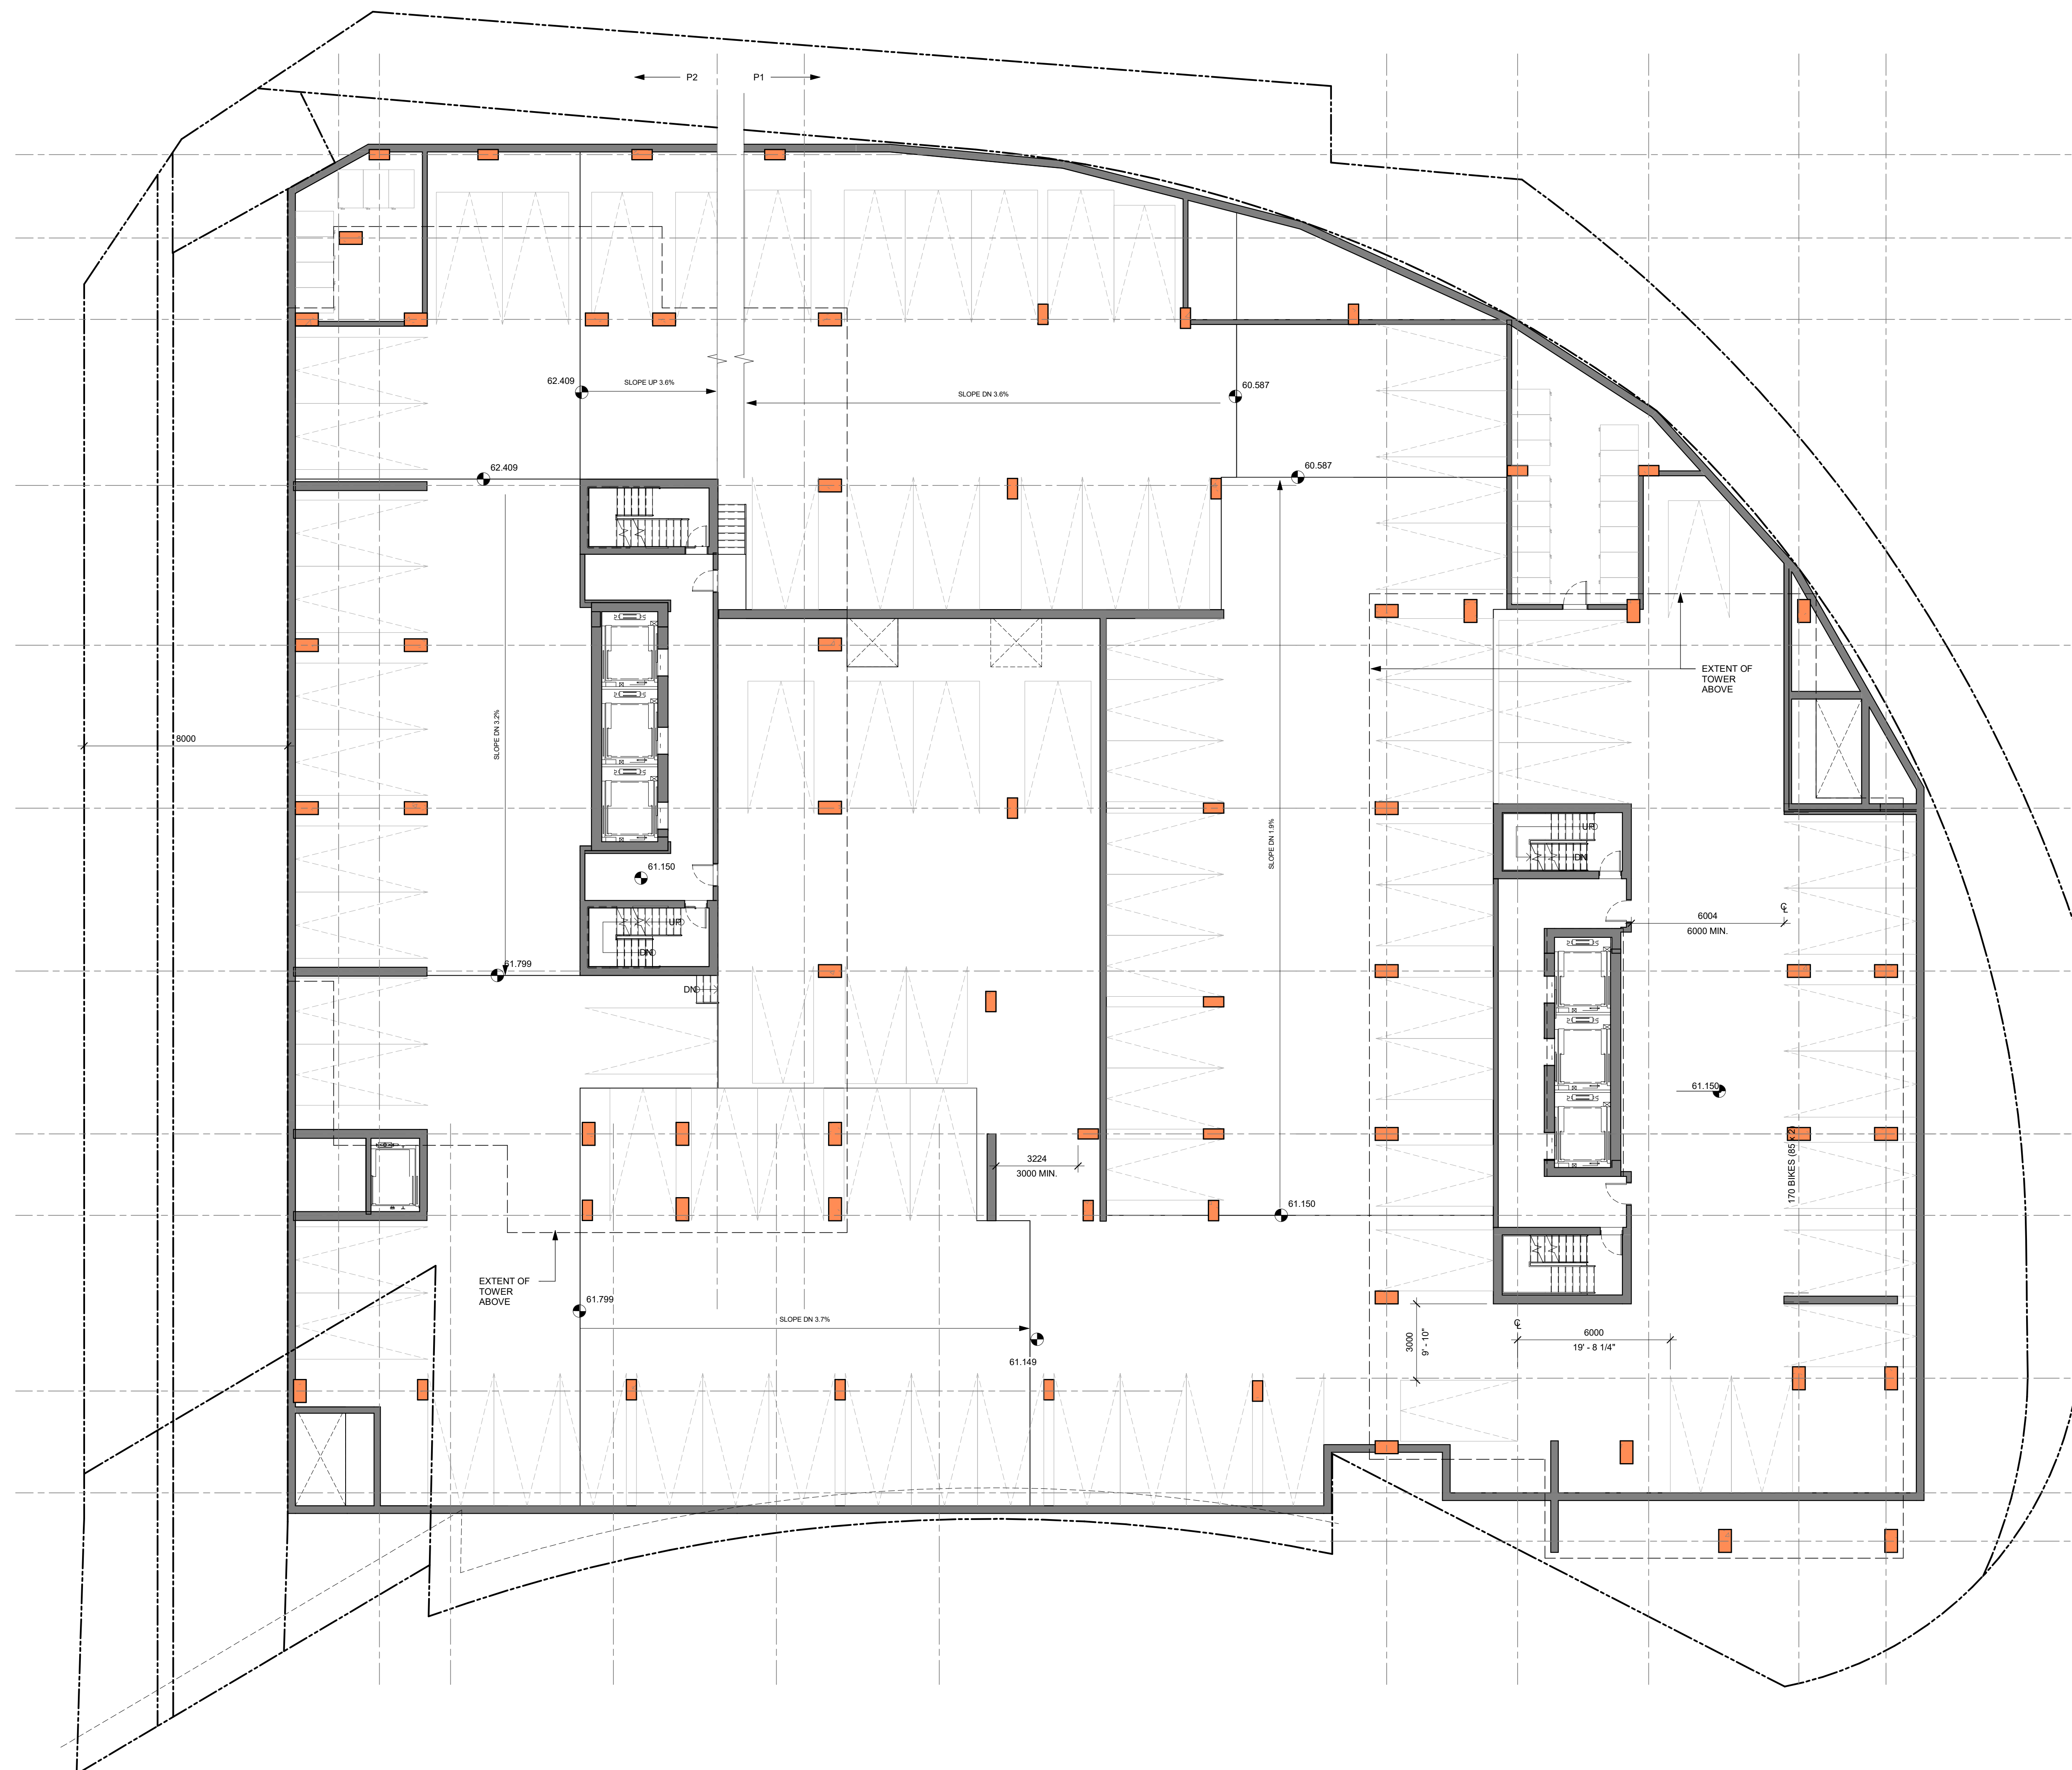 P2
P1
62.409
SLOPE UP 3.6%
60.587
SLOPE DN 3.6%
62.409
60.587
EXTENT OF
TOWER
ABOVE
SLOPE DN 3.2%
8000
SLOPE DN 1.9%
UP
DN
61.150
6004
6000 MIN.
UP
DN
61.799
DN
61.150
170 BIKES (85 x 2)
3224
3000 MIN.
61.150
EXTENT OF
TOWER
ABOVE
61.799
SLOPE DN 3.7%
61.149
3000
9' - 10"
6000
19' - 8 1/4"